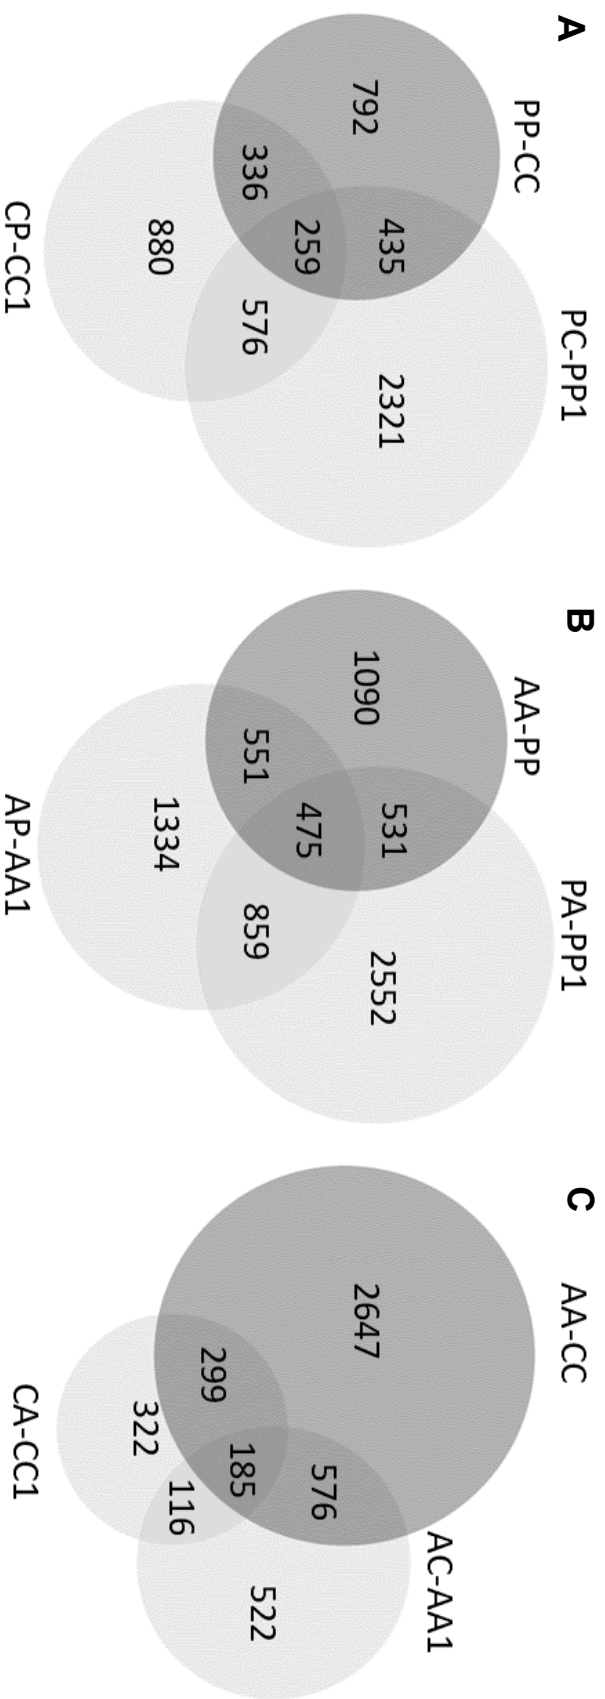 A
PP-CC
PC-PP1
792
435
2321
336
259
576
880
CP-CC1
B
AA-PP
PA-PP1
1090
531
2552
551
475
859
1334
AP-AA1
C
AA-CC
AC-AA1
2647
576
299
185
522
322
116
CA-CC1